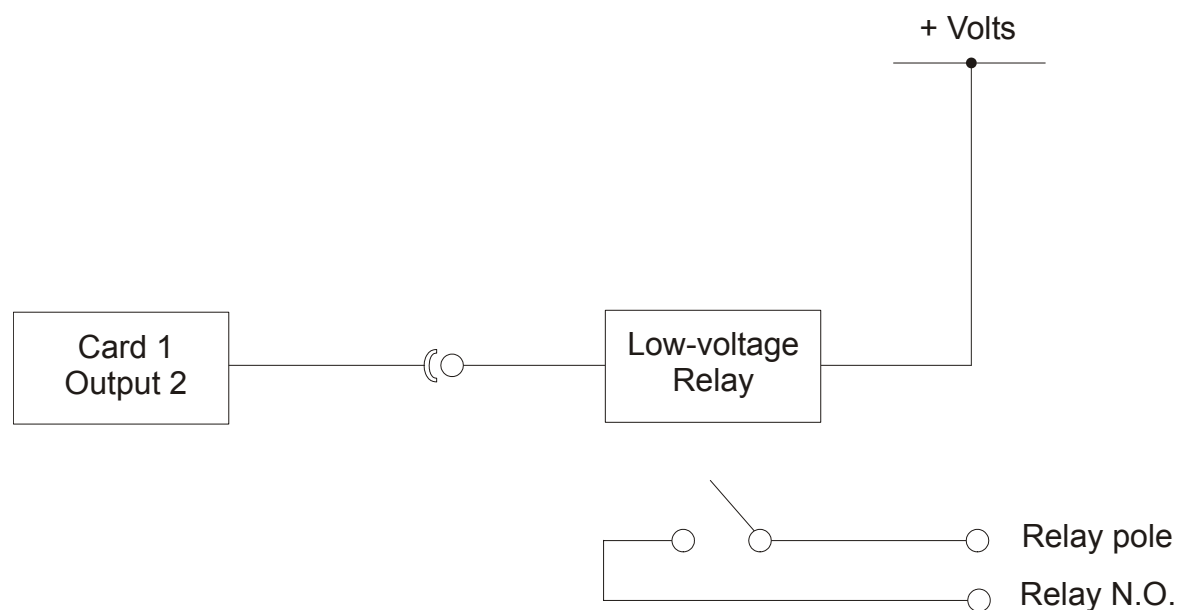 + Volts
Card 1
Output 2
Low-voltage
Relay
Relay pole
Relay N.O.